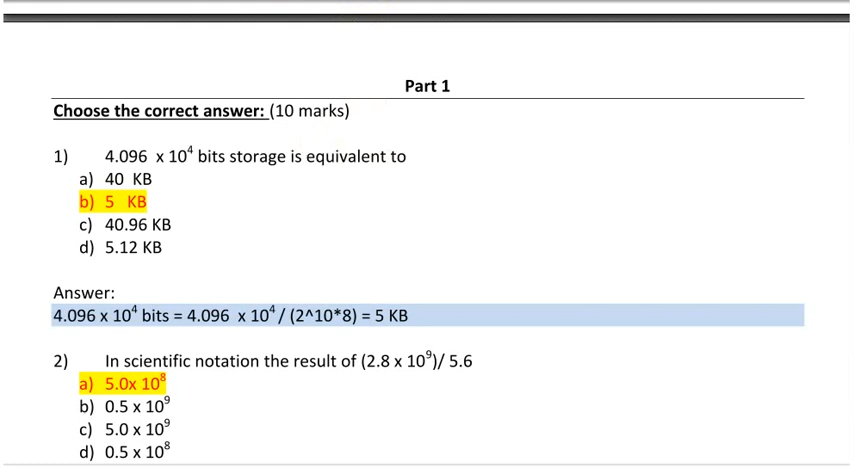 Part 1
Choose the correct answer: (10 marks)
1) 4.096 x 10⁴ bits storage is equivalent to
a) 40 KB
b) 5 KB
c) 40.96 KB
d) 5.12 KB
Answer:
4.096 x 10⁴ bits = 4.096 x 10⁴ / (2^10*8) = 5 KB
2) In scientific notation the result of (2.8 x 10⁹)/ 5.6
a) 5.0x 10⁸
b) 0.5 x 10⁹
c) 5.0 x 10⁹
d) 0.5 x 10⁸